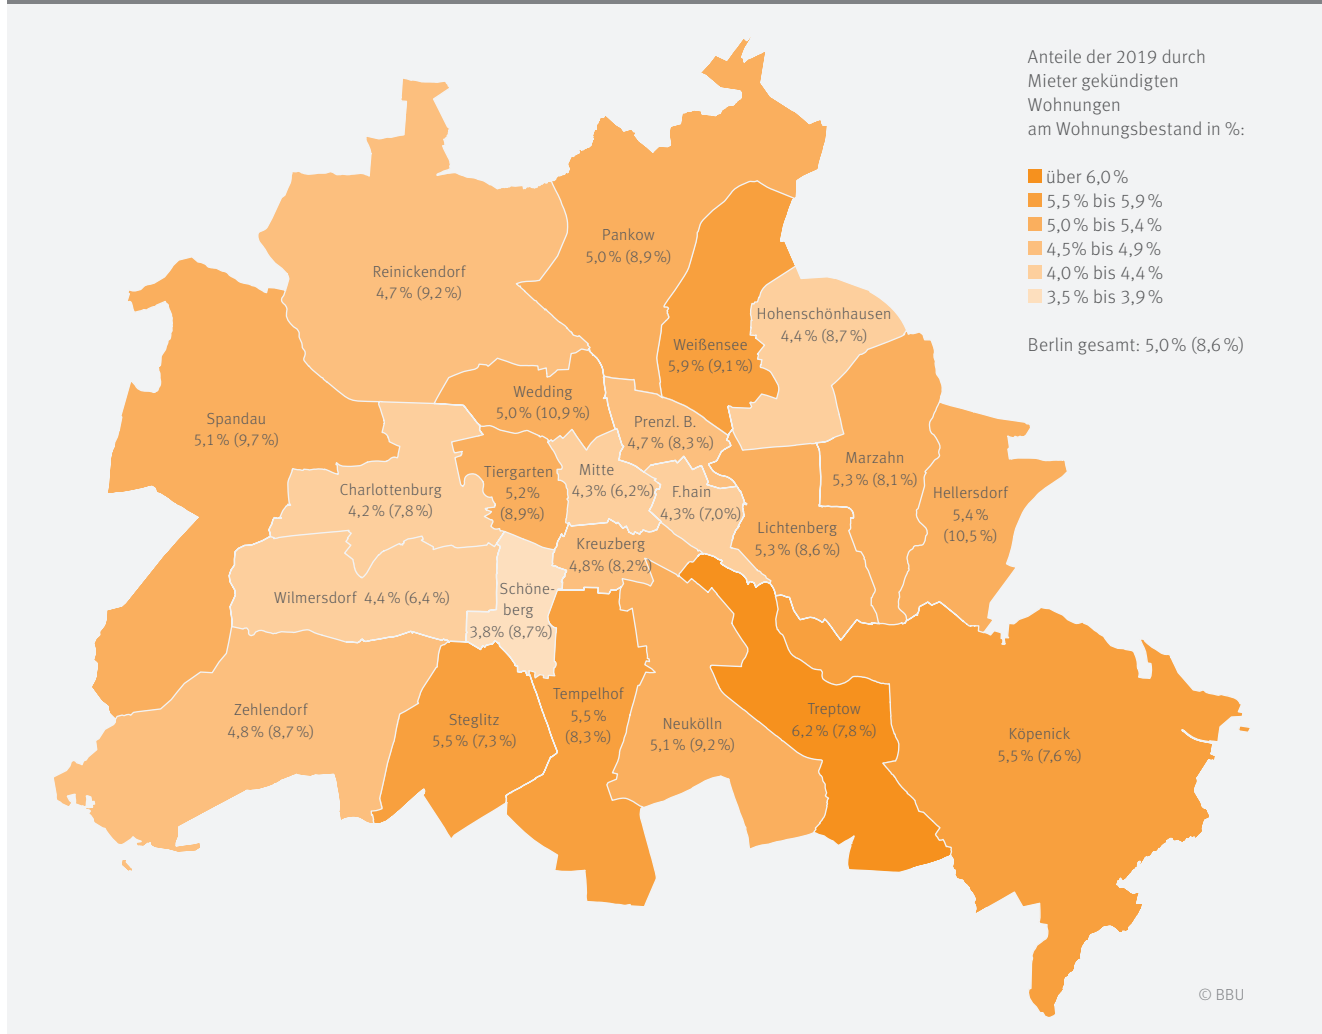 Anteile der 2019 durch
Mieter gekündigten
Wohnungen
am Wohnungsbestand in %:
über 6,0 %
5,5 % bis 5,9 %
5,0 % bis 5,4 %
4,5% bis 4,9 %
4,0 % bis 4,4 %
3,5 % bis 3,9 %
Berlin gesamt: 5,0 % (8,6 %)
Pankow
5,0 % (8,9 %)
Reinickendorf
4,7 % (9,2 %)
Hohenschönhausen
4,4 % (8,7 %)
Weißensee
5,9 % (9,1 %)
Wedding
5,0 % (10,9 %)
Spandau
5,1 % (9,7 %)
Prenzl. B.
4,7 % (8,3 %)
Marzahn
5,3 % (8,1 %)
Mitte
4,3% (6,2%)
Tiergarten
5,2%
(8,9%)
Charlottenburg
4,2 % (7,8 %)
F.hain
4,3% (7,0%)
Hellersdorf
5,4 %
(10,5 %)
Lichtenberg
5,3 % (8,6 %)
Kreuzberg
4,8% (8,2%)
Schöne-
berg
3,8% (8,7%)
Wilmersdorf 4,4 % (6,4 %)
Tempelhof
5,5 %
(8,3 %)
Zehlendorf
4,8 % (8,7 %)
Steglitz
5,5 % (7,3 %)
Neukölln
5,1 % (9,2 %)
Treptow
6,2 % (7,8 %)
Köpenick
5,5 % (7,6 %)
© BBU